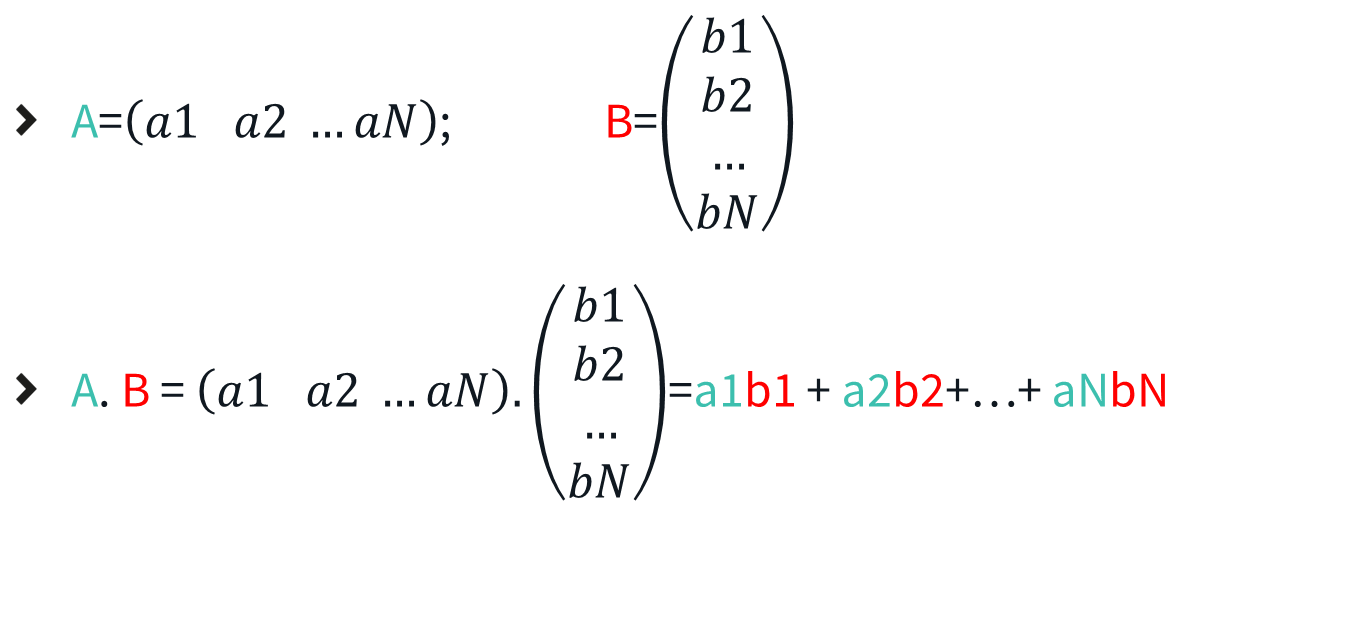 A=(a1 a2 … aN); B=(b1
b2
…
bN)
A. B = (a1 a2 … aN).(b1
b2
…
bN)=a1b1 + a2b2+…+ aNbN